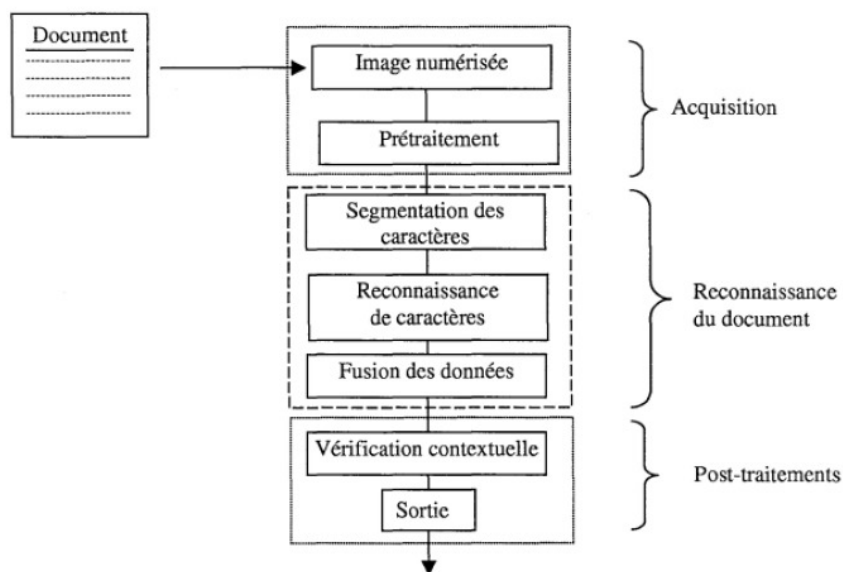 Document
Image numérisée
Prétraitement
Acquisition
Segmentation des
caractères
Reconnaissance
de caractères
Fusion des données
Reconnaissance
du document
Vérification contextuelle
Sortie
Post-traitements